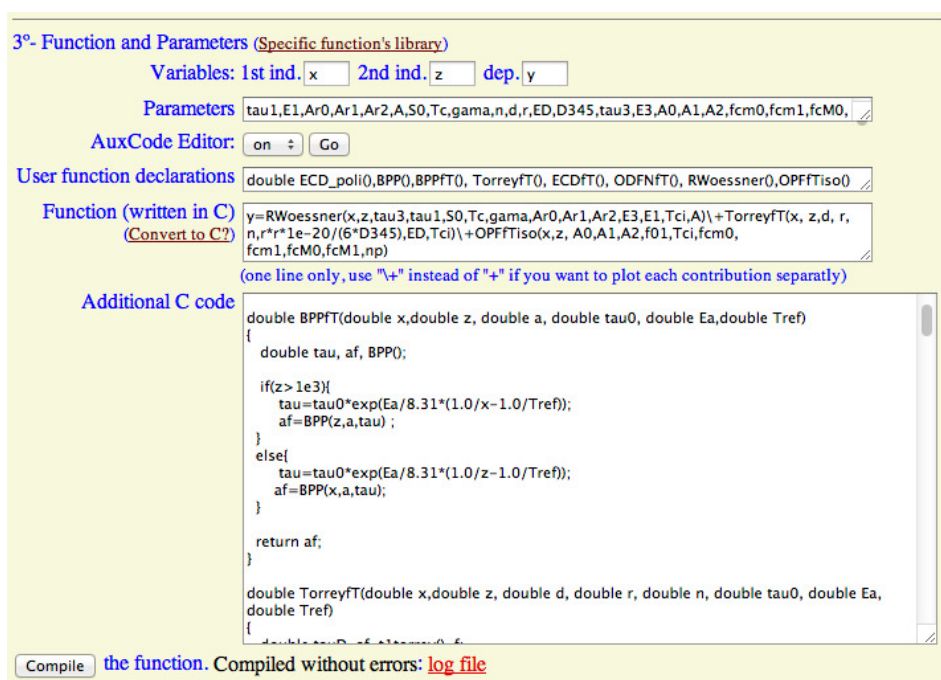 3º- Function and Parameters (Specific function's library)
Variables: 1st ind. x 2nd ind. z dep. y
Parameters tau1,E1,Ar0,Ar1,Ar2,A,S0,Tc,gama,n,d,r,ED,D345,tau3,E3,A0,A1,A2,fcm0,fcm1,fcM0,
AuxCode Editor: on Go
User function declarations double ECD_poli(),BPP(),BPPfT(), TorreyfT(), ECDfT(), ODFNfT(), RWoessner(),OPFfTiso()
Function (written in C) y=RWoessner(x,z,tau3,tau1,S0,Tc,gama,Ar0,Ar1,Ar2,E3,E1,Tci,A)\+TorreyfT(x, z,d, r,
(Convert to C?) n,r*r*1e-20/(6*D345),ED,Tci)\+OPFfTiso(x,z, A0,A1,A2,f01,Tci,fcm0,
fcm1,fcM0,fcM1,np)
(one line only, use "\+" instead of "+" if you want to plot each contribution separatly)
Additional C code
double BPPfT(double x,double z, double a, double tau0, double Ea,double Tref)
{
double tau, af, BPP();
if(z>1e3){
tau=tau0*exp(Ea/8.31*(1.0/x-1.0/Tref));
af=BPP(z,a,tau) ;
}
else{
tau=tau0*exp(Ea/8.31*(1.0/z-1.0/Tref));
af=BPP(x,a,tau);
}
return af;
}
double TorreyfT(double x,double z, double d, double r, double n, double tau0, double Ea,
double Tref)
{
Compile the function. Compiled without errors: log file